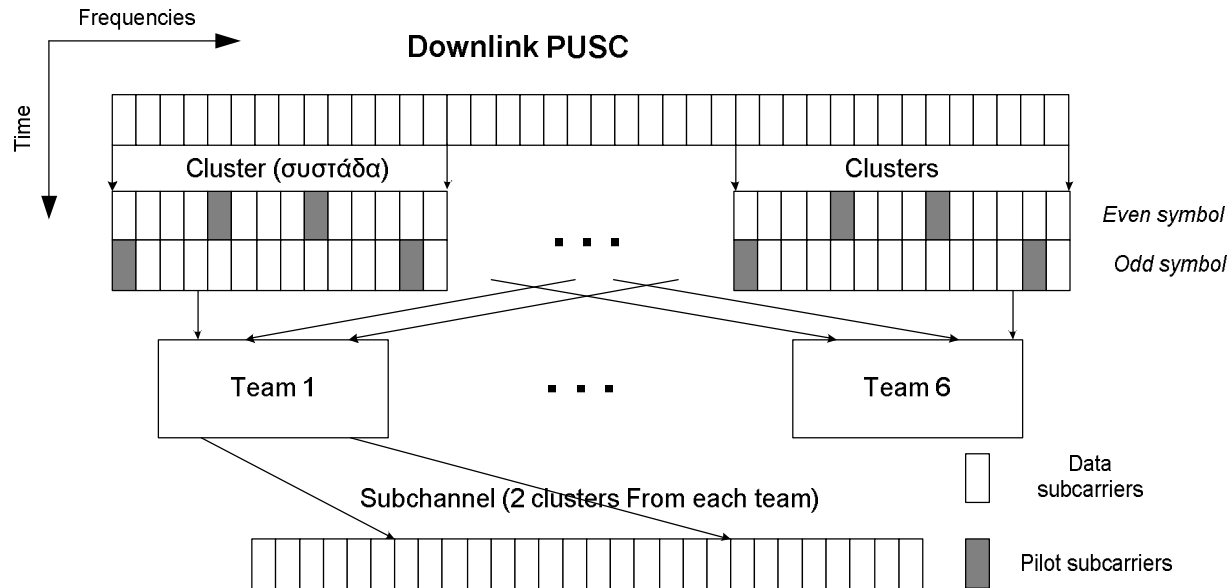 Frequencies
Downlink PUSC
Time
Cluster (συστάδα)
Clusters
Even symbol
Odd symbol
Team 1
Team 6
Data
subcarriers
Subchannel (2 clusters From each team)
Pilot subcarriers